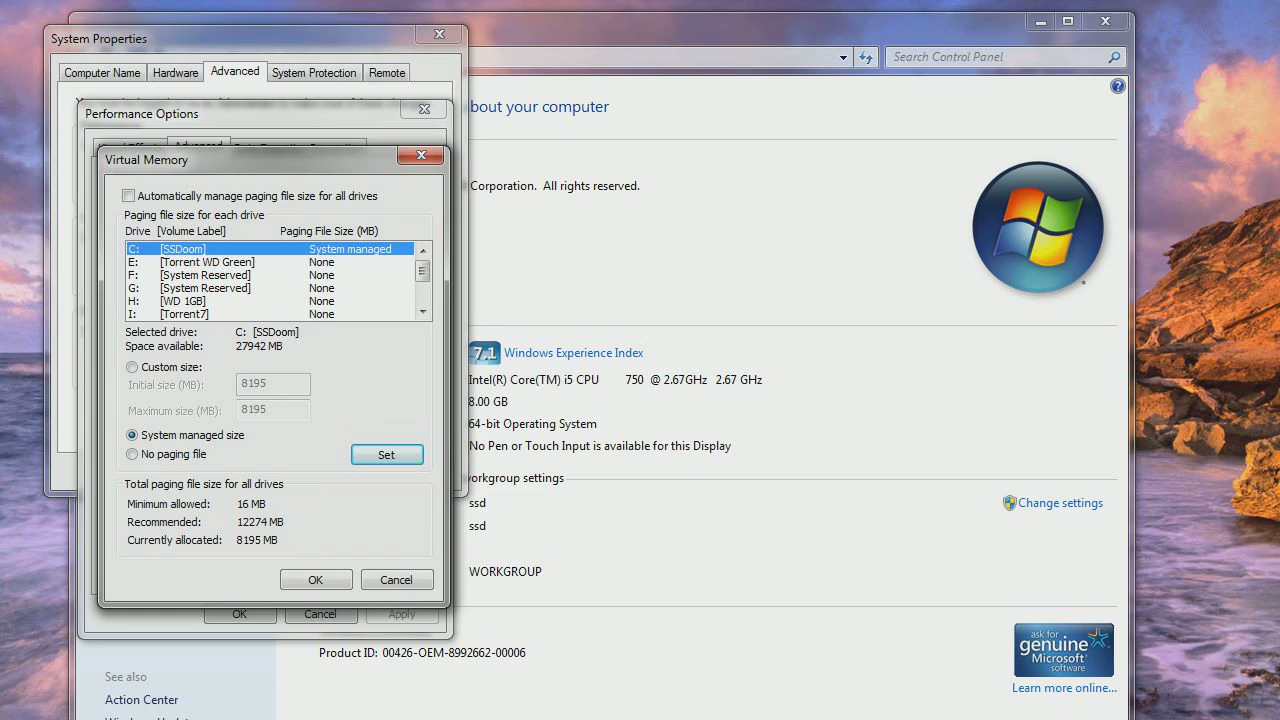 System Properties
Search Control Panel
Computer Name Hardware Advanced System Protection Remote
bout your computer
Performance Options
Advanced
Virtual Memory
Automatically manage paging file size for all drives
Paging file size for each drive
Drive [Volume Label] Paging File Size (MB)
C: [SSDoom] System managed
E: [Torrent WD Green] None
F: [System Reserved] None
G: [System Reserved] None
H: [WD 1GB] None
I: [Torrent7] None
Selected drive: C: [SSDoom]
Space available: 27942 MB
Custom size:
Initial size (MB): 8195
Maximum size (MB): 8195
System managed size
No paging file
Set
Total paging file size for all drives
Minimum allowed: 16 MB
Recommended: 12274 MB
Currently allocated: 8195 MB
OK Cancel
OK Cancel Apply
Corporation. All rights reserved.
7.1 Windows Experience Index
Intel(R) Core(TM) i5 CPU 750 @ 2.67GHz 2.67 GHz
8.00 GB
64-bit Operating System
No Pen or Touch Input is available for this Display
orkgroup settings
ssd
Change settings
ssd
WORKGROUP
Product ID: 00426-OEM-8992662-00006
ask for
genuine
Microsoft
software
Learn more online...
See also
Action Center